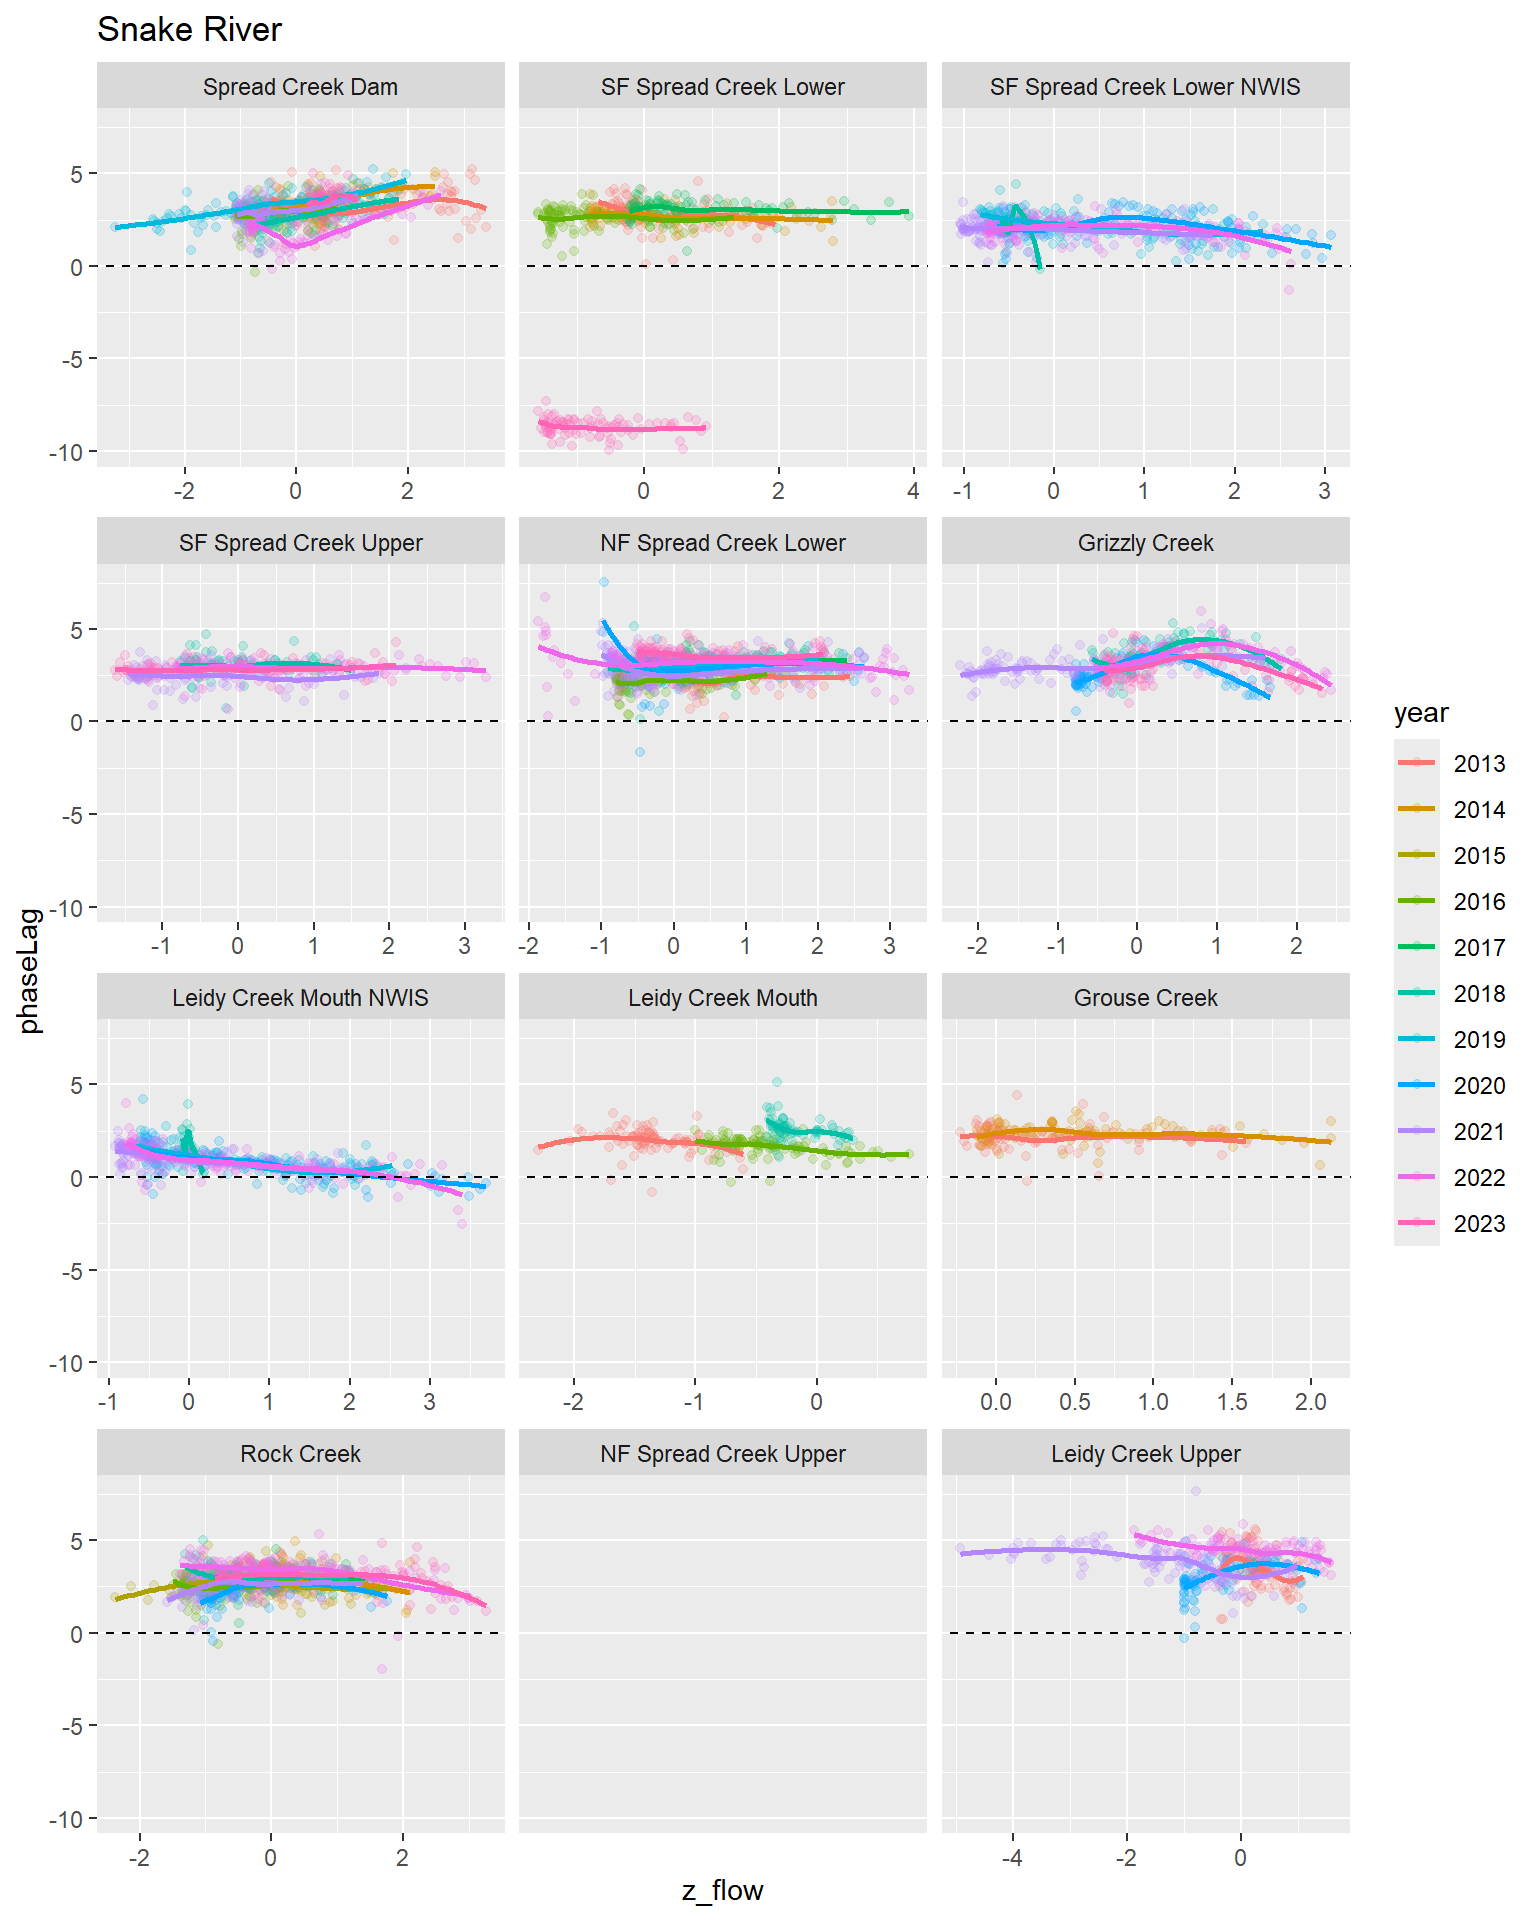 Snake River
Spread Creek Dam
SF Spread Creek Lower
SF Spread Creek Lower NWIS
5
0
-5
-10
-2 0 2
0 2 4
-1 0 1 2 3
SF Spread Creek Upper
NF Spread Creek Lower
Grizzly Creek
5
0
-5
-10
-1 0 1 2 3
-2 -1 0 1 2 3
-2 -1 0 1 2
Leidy Creek Mouth NWIS
Leidy Creek Mouth
Grouse Creek
5
0
-5
-10
-1 0 1 2 3
-2 -1 0
0.0 0.5 1.0 1.5 2.0
Rock Creek
NF Spread Creek Upper
Leidy Creek Upper
5
0
-5
-10
-2 0 2
-4 -2 0
phaseLag
z_flow
year
2013
2014
2015
2016
2017
2018
2019
2020
2021
2022
2023